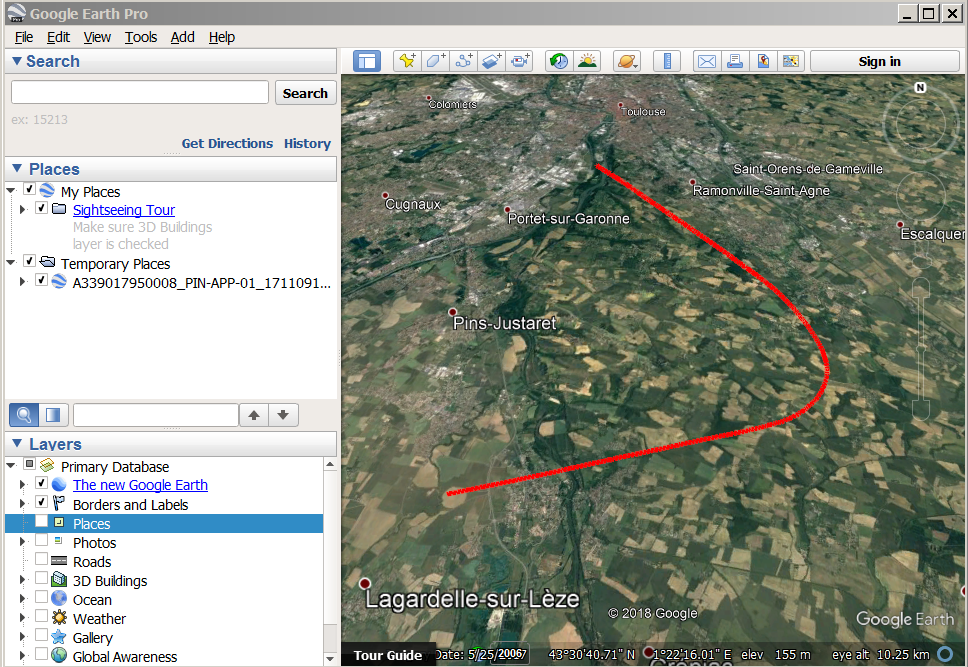 Google Earth Pro
File Edit View Tools Add Help
Search
Search
ex: 15213
Get Directions History
Places
My Places
Sightseeing Tour
Make sure 3D Buildings
layer is checked
Temporary Places
A339017950008_PIN-APP-01_1711091...
Layers
Primary Database
The new Google Earth
Borders and Labels
Places
Photos
Roads
3D Buildings
Ocean
Weather
Gallery
Global Awareness
Sign in
N
Colomiers
Toulouse
Saint-Orens-de-Gameville
Ramonville-Saint-Agne
Cugnaux
Portet-sur-Garonne
Escalquen
Pins-Justaret
Lagardelle-sur-Lèze
© 2018 Google
Google Earth
Tour Guide Date: 5/25/ 2006 43°30'40.71" N 1°22'16.01" E elev 155 m eye alt 10.25 km